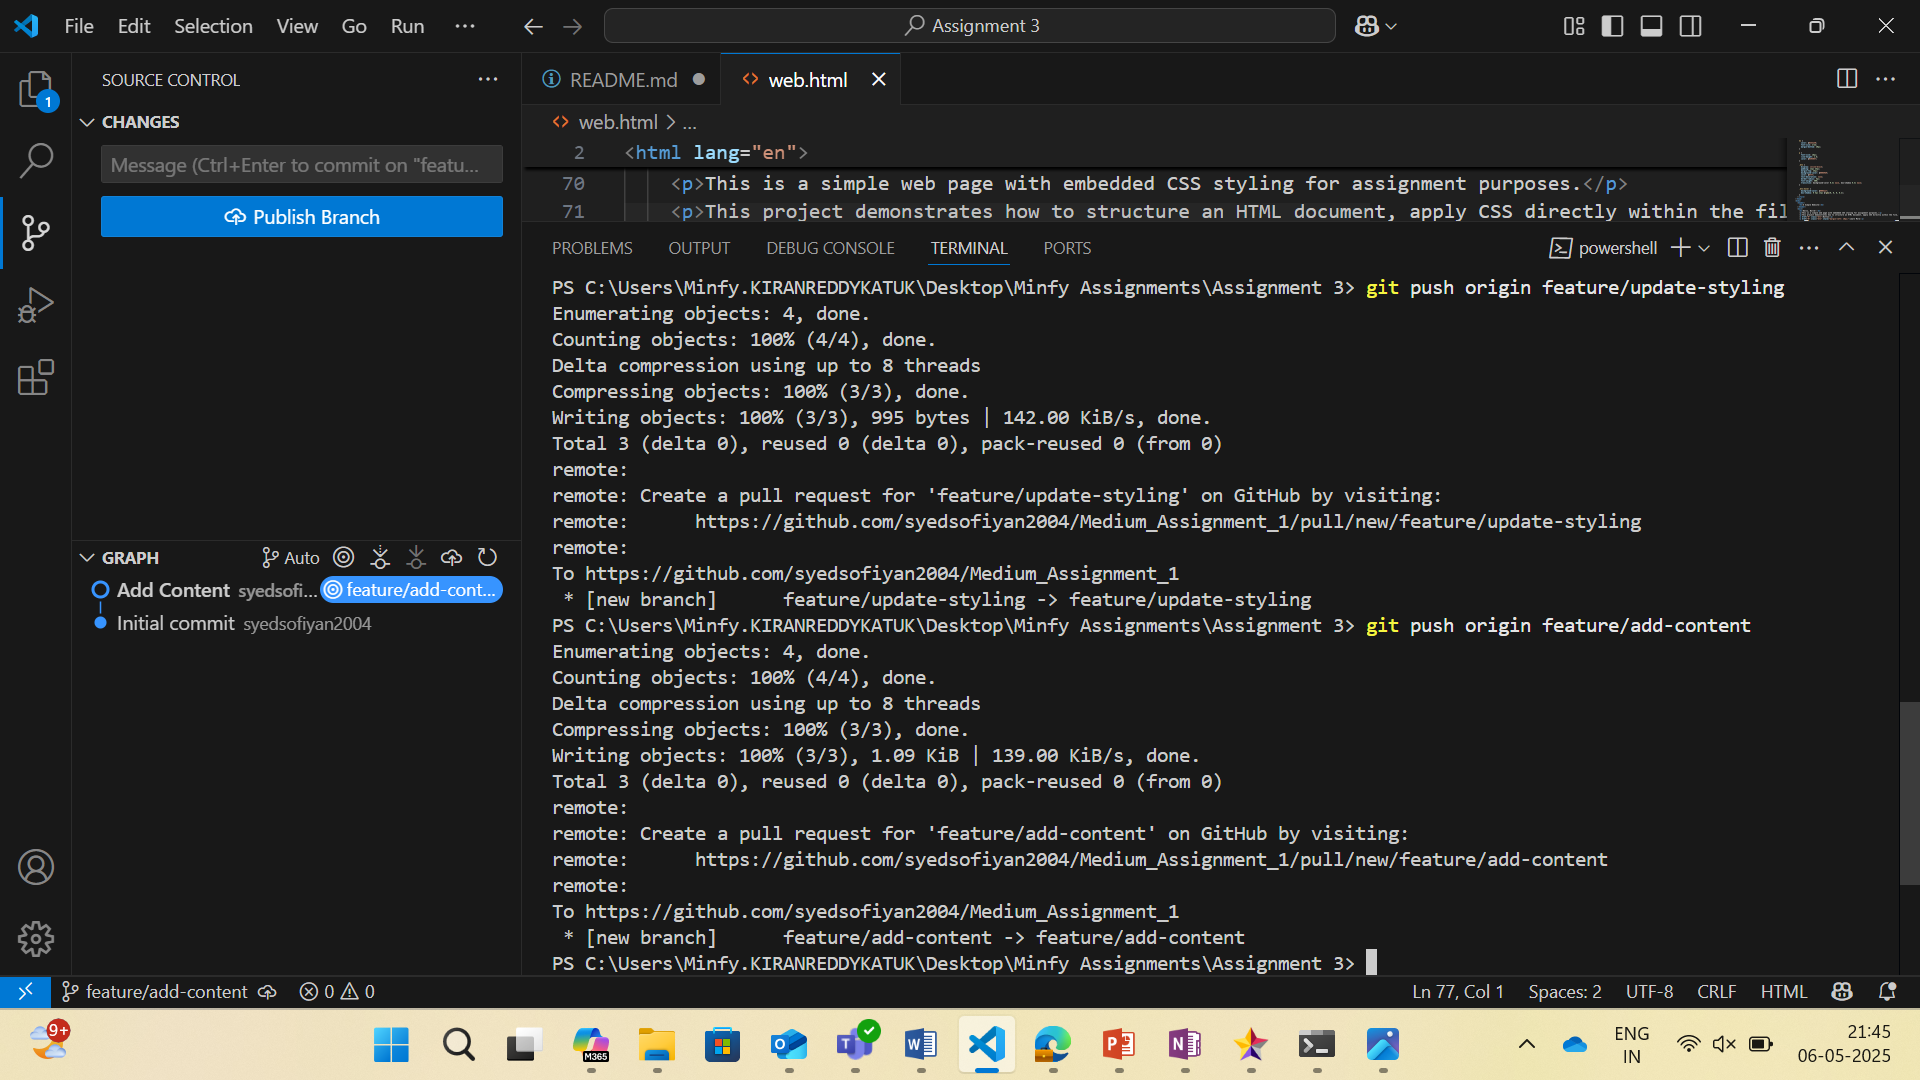 File Edit Selection View Go Run ···
Assignment 3
SOURCE CONTROL ···
1
CHANGES
Message (Ctrl+Enter to commit on "featu...
Publish Branch
GRAPH Auto
Add Content syedsofi... feature/add-cont...
Initial commit syedsofiyan2004
README.md
web.html
web.html > ...
2 <html lang="en">
70 <p>This is a simple web page with embedded CSS styling for assignment purposes.</p>
71 <p>This project demonstrates how to structure an HTML document, apply CSS directly within the fil
PROBLEMS OUTPUT DEBUG CONSOLE TERMINAL PORTS
powershell
PS C:\Users\Minfy.KIRANREDDYKATUK\Desktop\Minfy Assignments\Assignment 3> git push origin feature/update-styling
Enumerating objects: 4, done.
Counting objects: 100% (4/4), done.
Delta compression using up to 8 threads
Compressing objects: 100% (3/3), done.
Writing objects: 100% (3/3), 995 bytes | 142.00 KiB/s, done.
Total 3 (delta 0), reused 0 (delta 0), pack-reused 0 (from 0)
remote:
remote: Create a pull request for 'feature/update-styling' on GitHub by visiting:
remote:      https://github.com/syedsofiyan2004/Medium_Assignment_1/pull/new/feature/update-styling
remote:
To https://github.com/syedsofiyan2004/Medium_Assignment_1
 * [new branch]      feature/update-styling -> feature/update-styling
PS C:\Users\Minfy.KIRANREDDYKATUK\Desktop\Minfy Assignments\Assignment 3> git push origin feature/add-content
Enumerating objects: 4, done.
Counting objects: 100% (4/4), done.
Delta compression using up to 8 threads
Compressing objects: 100% (3/3), done.
Writing objects: 100% (3/3), 1.09 KiB | 139.00 KiB/s, done.
Total 3 (delta 0), reused 0 (delta 0), pack-reused 0 (from 0)
remote:
remote: Create a pull request for 'feature/add-content' on GitHub by visiting:
remote:      https://github.com/syedsofiyan2004/Medium_Assignment_1/pull/new/feature/add-content
remote:
To https://github.com/syedsofiyan2004/Medium_Assignment_1
 * [new branch]      feature/add-content -> feature/add-content
PS C:\Users\Minfy.KIRANREDDYKATUK\Desktop\Minfy Assignments\Assignment 3>
feature/add-content 0 0 Ln 77, Col 1 Spaces: 2 UTF-8 CRLF HTML
9+
M365
ENG
IN
21:45
06-05-2025